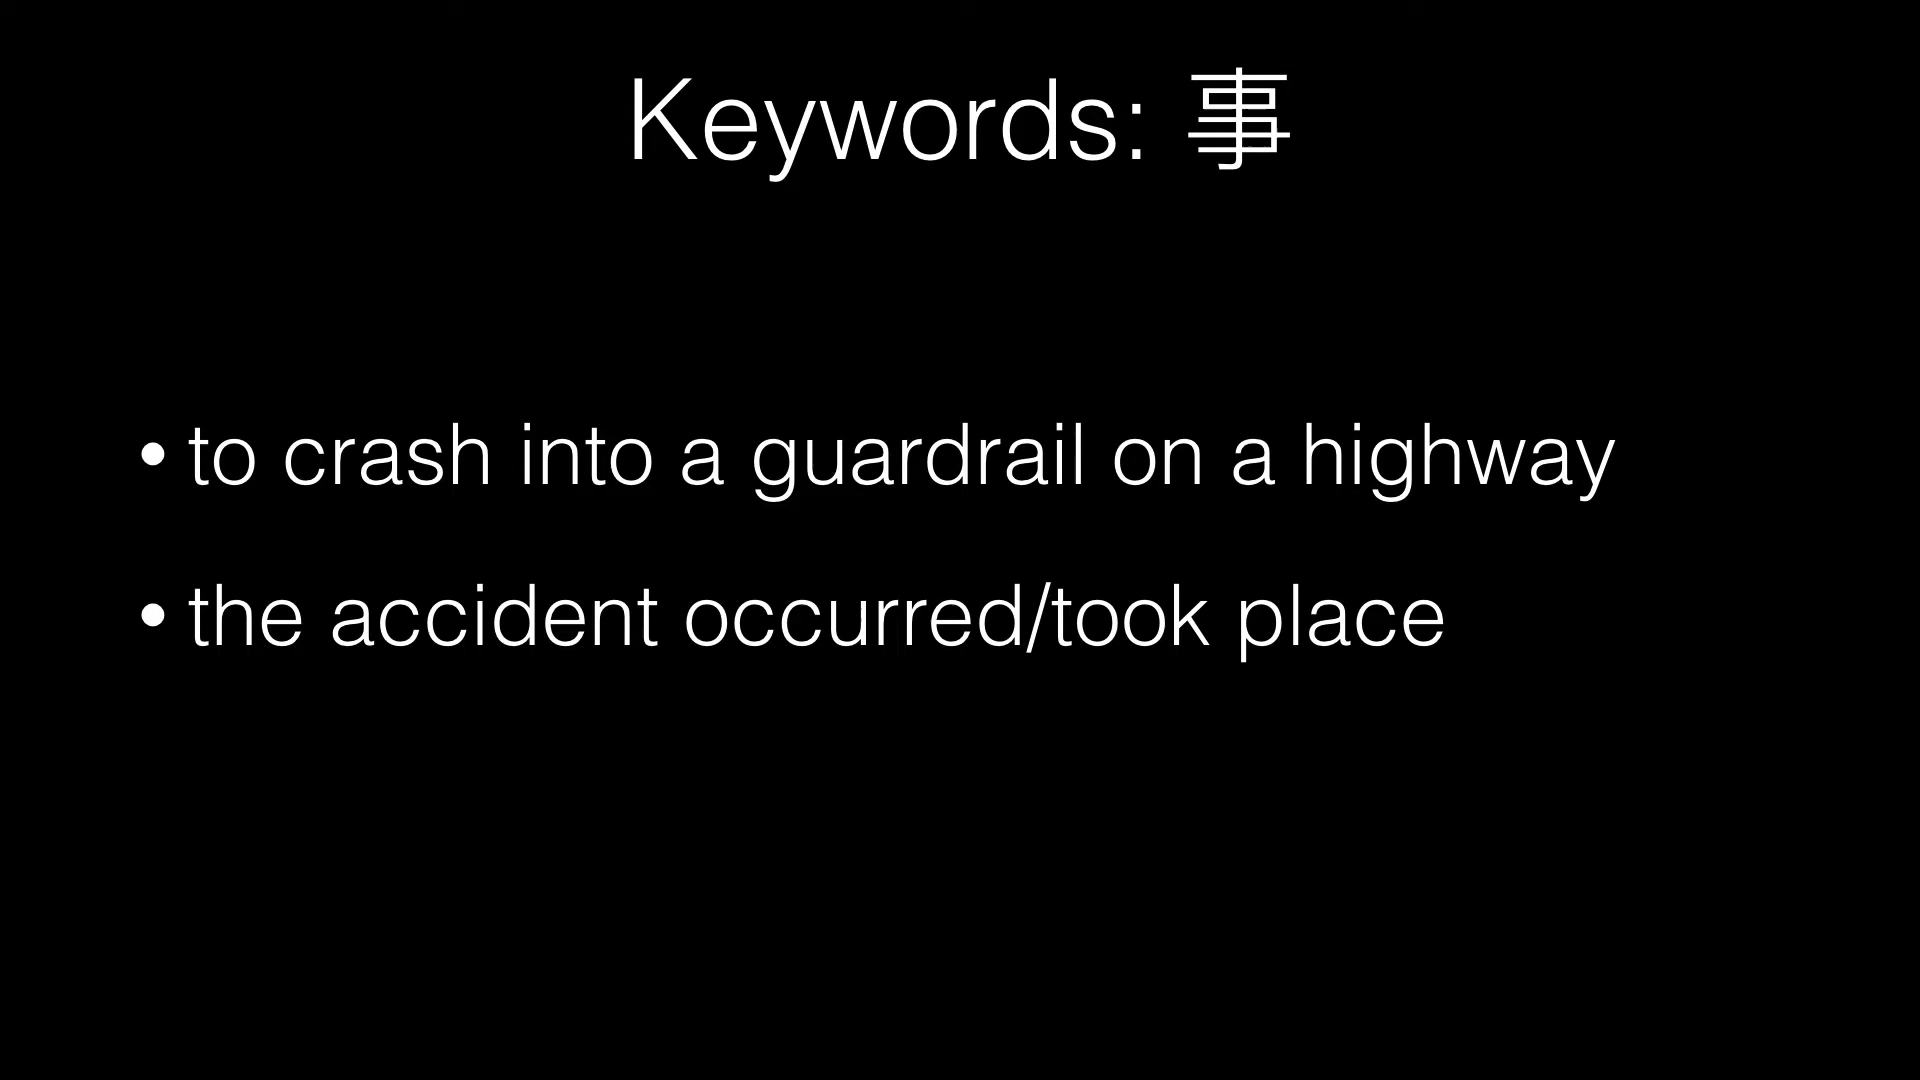 Keywords: 事
• to crash into a guardrail on a highway
• the accident occurred/took place